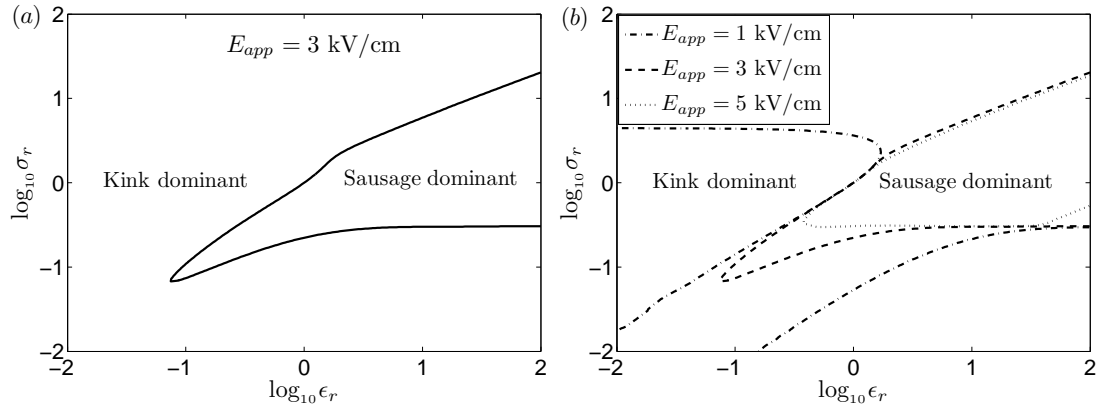 (a)
E_app = 3 kV/cm
Kink dominant
Sausage dominant
2
1
0
−1
−2
log₁₀ σᵣ
−2
−1
0
1
2
log₁₀ ϵᵣ
(b)
E_app = 1 kV/cm
E_app = 3 kV/cm
E_app = 5 kV/cm
Kink dominant
Sausage dominant
2
1
0
−1
−2
log₁₀ σᵣ
−2
−1
0
1
2
log₁₀ ϵᵣ